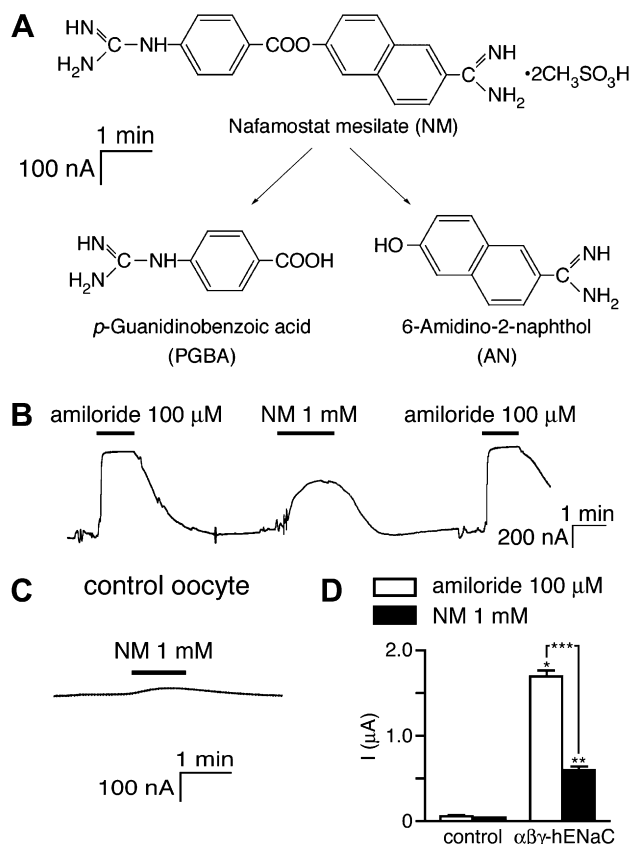 A
HN
C
H₂N
NH
COO
NH
C
NH₂
•2CH₃SO₃H
Nafamostat mesilate (NM)
1 min
100 nA
HN
C
H₂N
NH
COOH
HO
C
NH
NH₂
p-Guanidinobenzoic acid
(PGBA)
6-Amidino-2-naphthol
(AN)
B
amiloride 100 μM
NM 1 mM
amiloride 100 μM
1 min
200 nA
C
control oocyte
NM 1 mM
1 min
100 nA
D
amiloride 100 μM
NM 1 mM
2.0
1.0
0
I (μA)
*
***
**
control
αβγ-hENaC